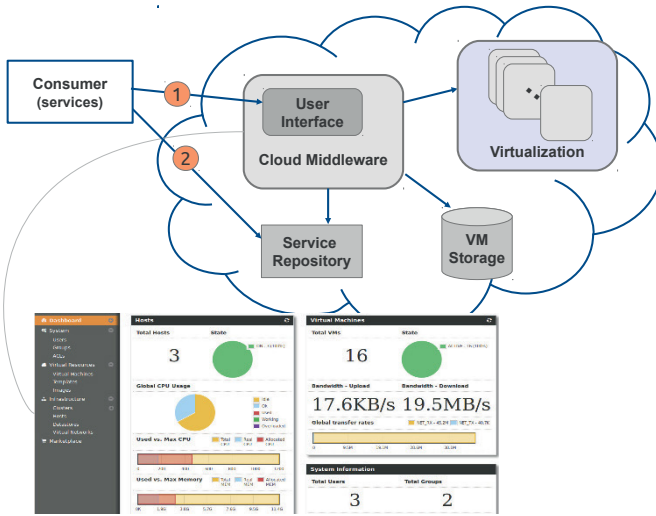 Consumer
(services)
1
2
User
Interface
Cloud Middleware
Virtualization
Service
Repository
VM
Storage
Dashboard
System
Users
Groups
ACLs
Virtual Resources
Virtual Machines
Templates
Images
Infrastructure
Clusters
Hosts
Datastores
Virtual Networks
Marketplace
Hosts
Total Hosts
State
3
Global CPU Usage
Idle
Used vs. Max CPU
Used vs. Max Memory
Virtual Machines
Total VMs
State
16
Bandwidth - Upload
Bandwidth - Download
17.6KB/s
19.5MB/s
Global transfer rates
System Information
Total Users
Total Groups
3
2